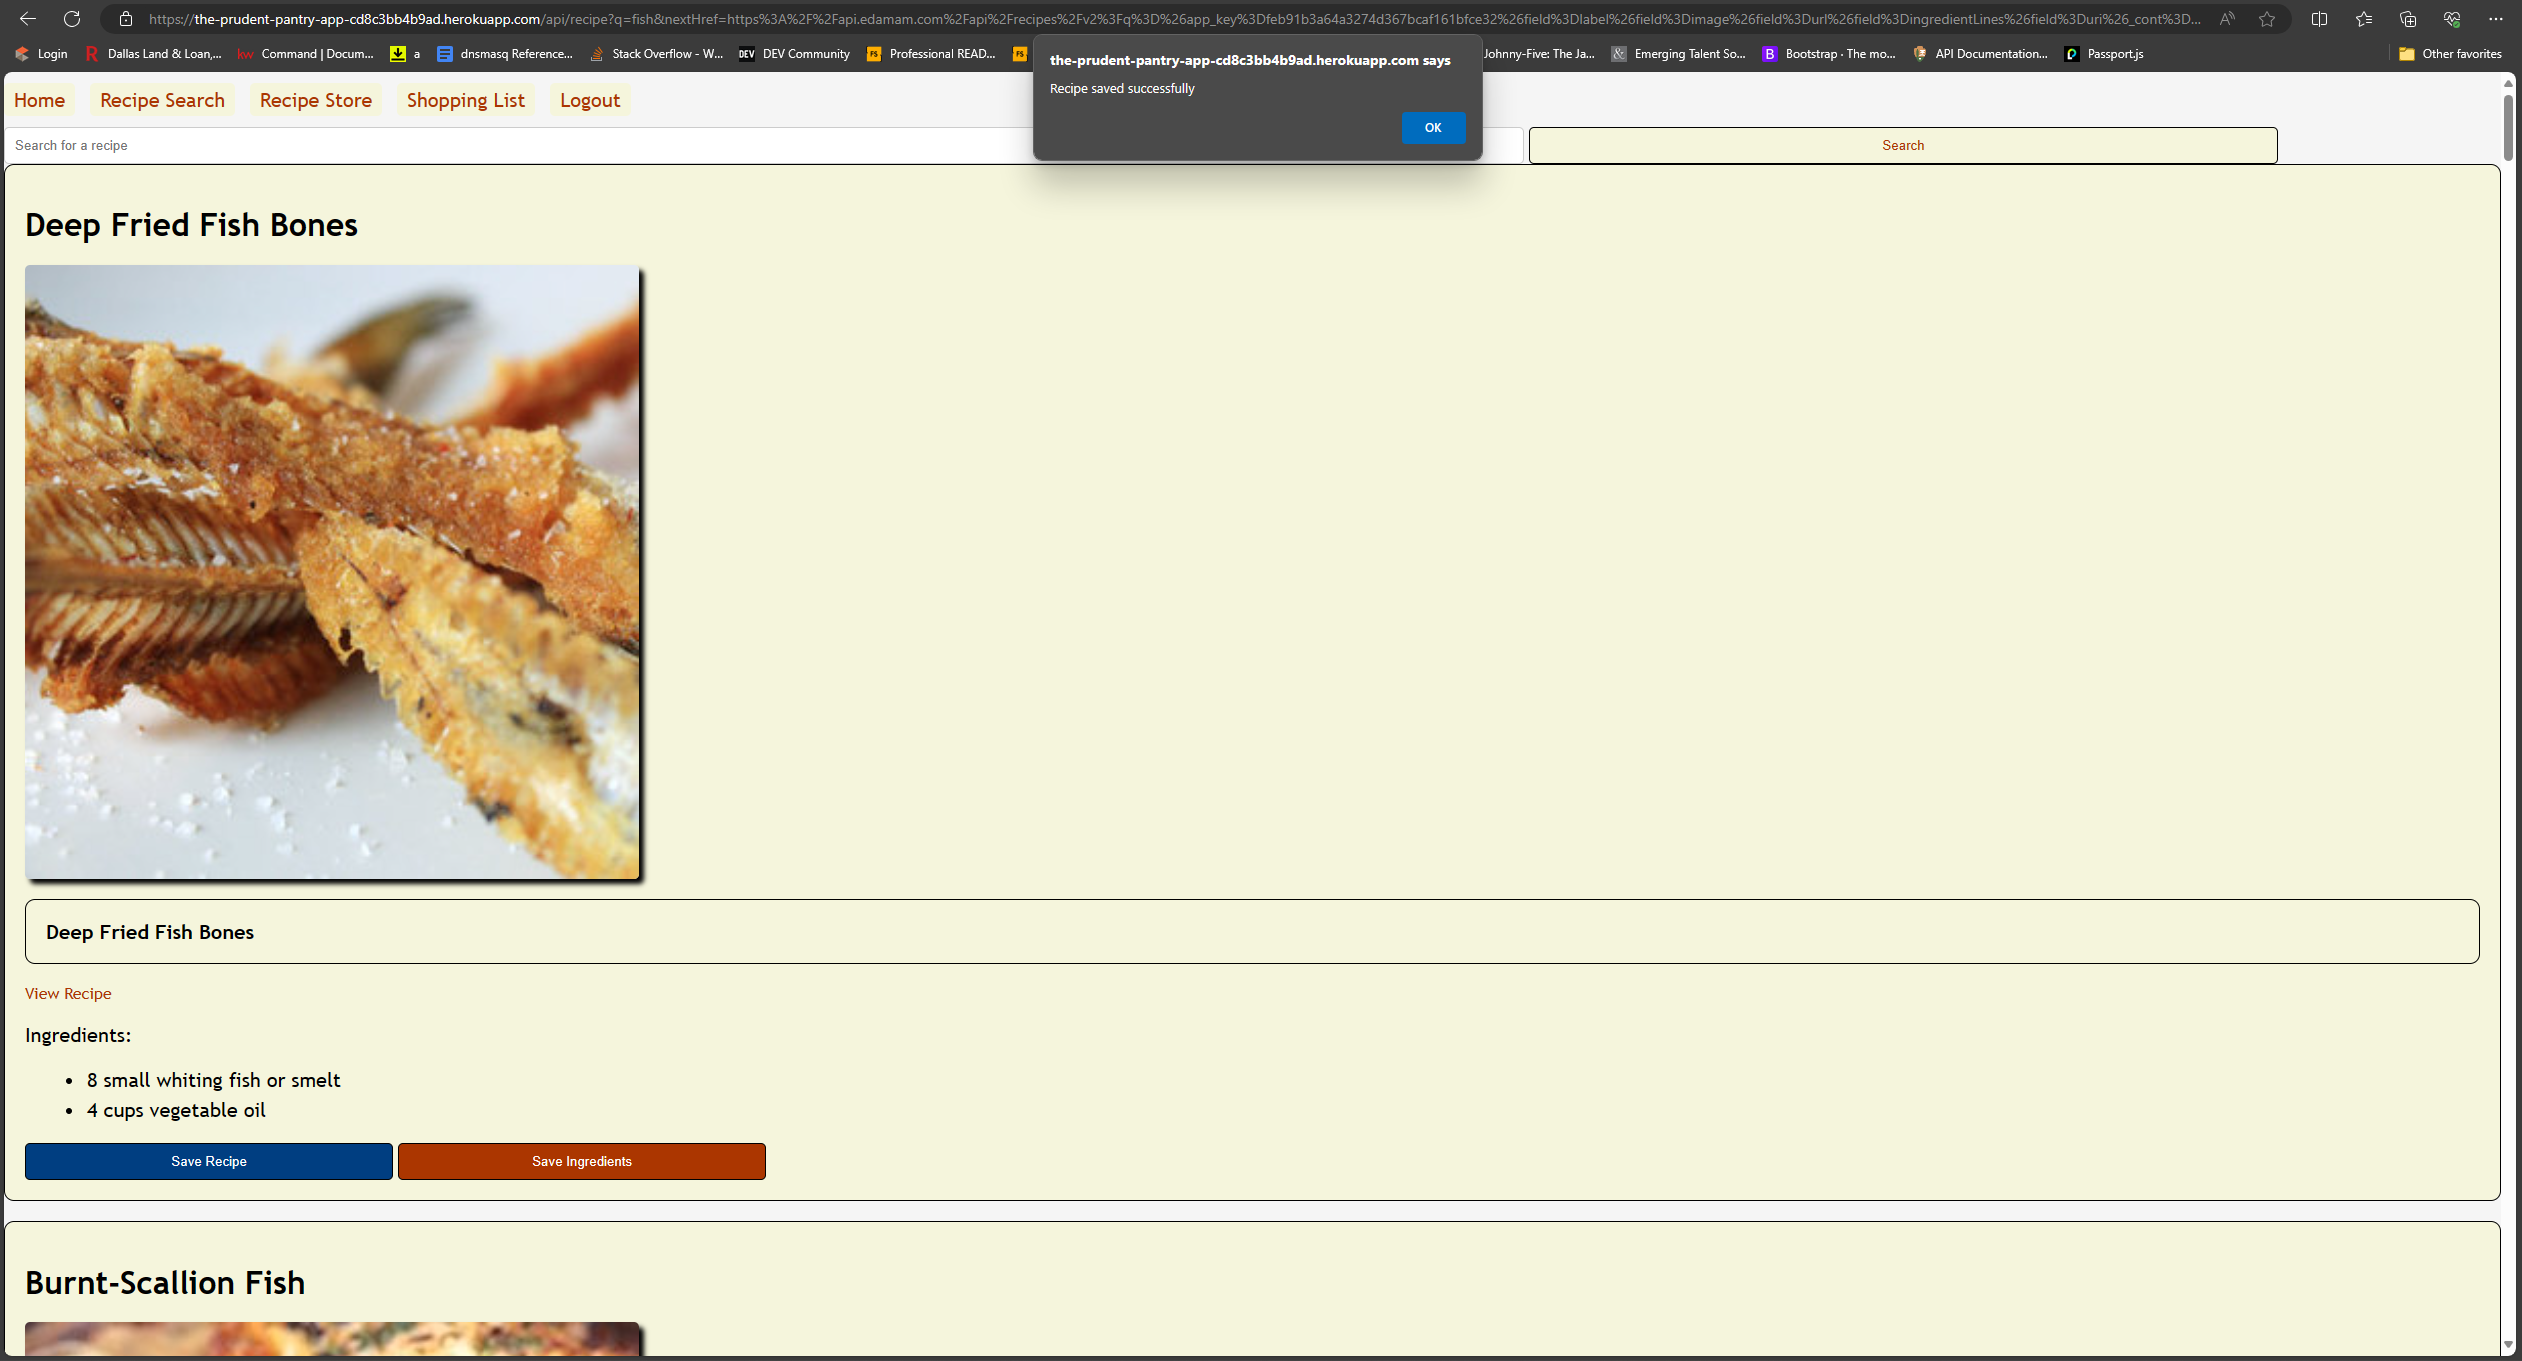 https://the-prudent-pantry-app-cd8c3bb4b9ad.herokuapp.com/api/recipe?q=fish&nextHref=https%3A%2F%2Fapi.edamam.com%2Fapi%2Frecipes%2Fv2%3Fq%3D%26app_key%3Dfeb91b3a64a3274d367bcaf161bfce32%26field%3Dlabel%26field%3Dimage%26field%3Durl%26field%3DingredientLines%26field%3Duri%26_cont%3D...
Login R Dallas Land & Loan,... kw Command | Docum... a dnsmasq Reference... Stack Overflow - W... DEV DEV Community FS Professional READ... FS Johnny-Five: The Ja... & Emerging Talent So... B Bootstrap · The mo... API Documentation... Passport.js Other favorites
the-prudent-pantry-app-cd8c3bb4b9ad.herokuapp.com says
Recipe saved successfully
OK
Home Recipe Search Recipe Store Shopping List Logout
Search for a recipe Search
Deep Fried Fish Bones
Deep Fried Fish Bones
View Recipe
Ingredients:
• 8 small whiting fish or smelt
• 4 cups vegetable oil
Save Recipe Save Ingredients
Burnt-Scallion Fish